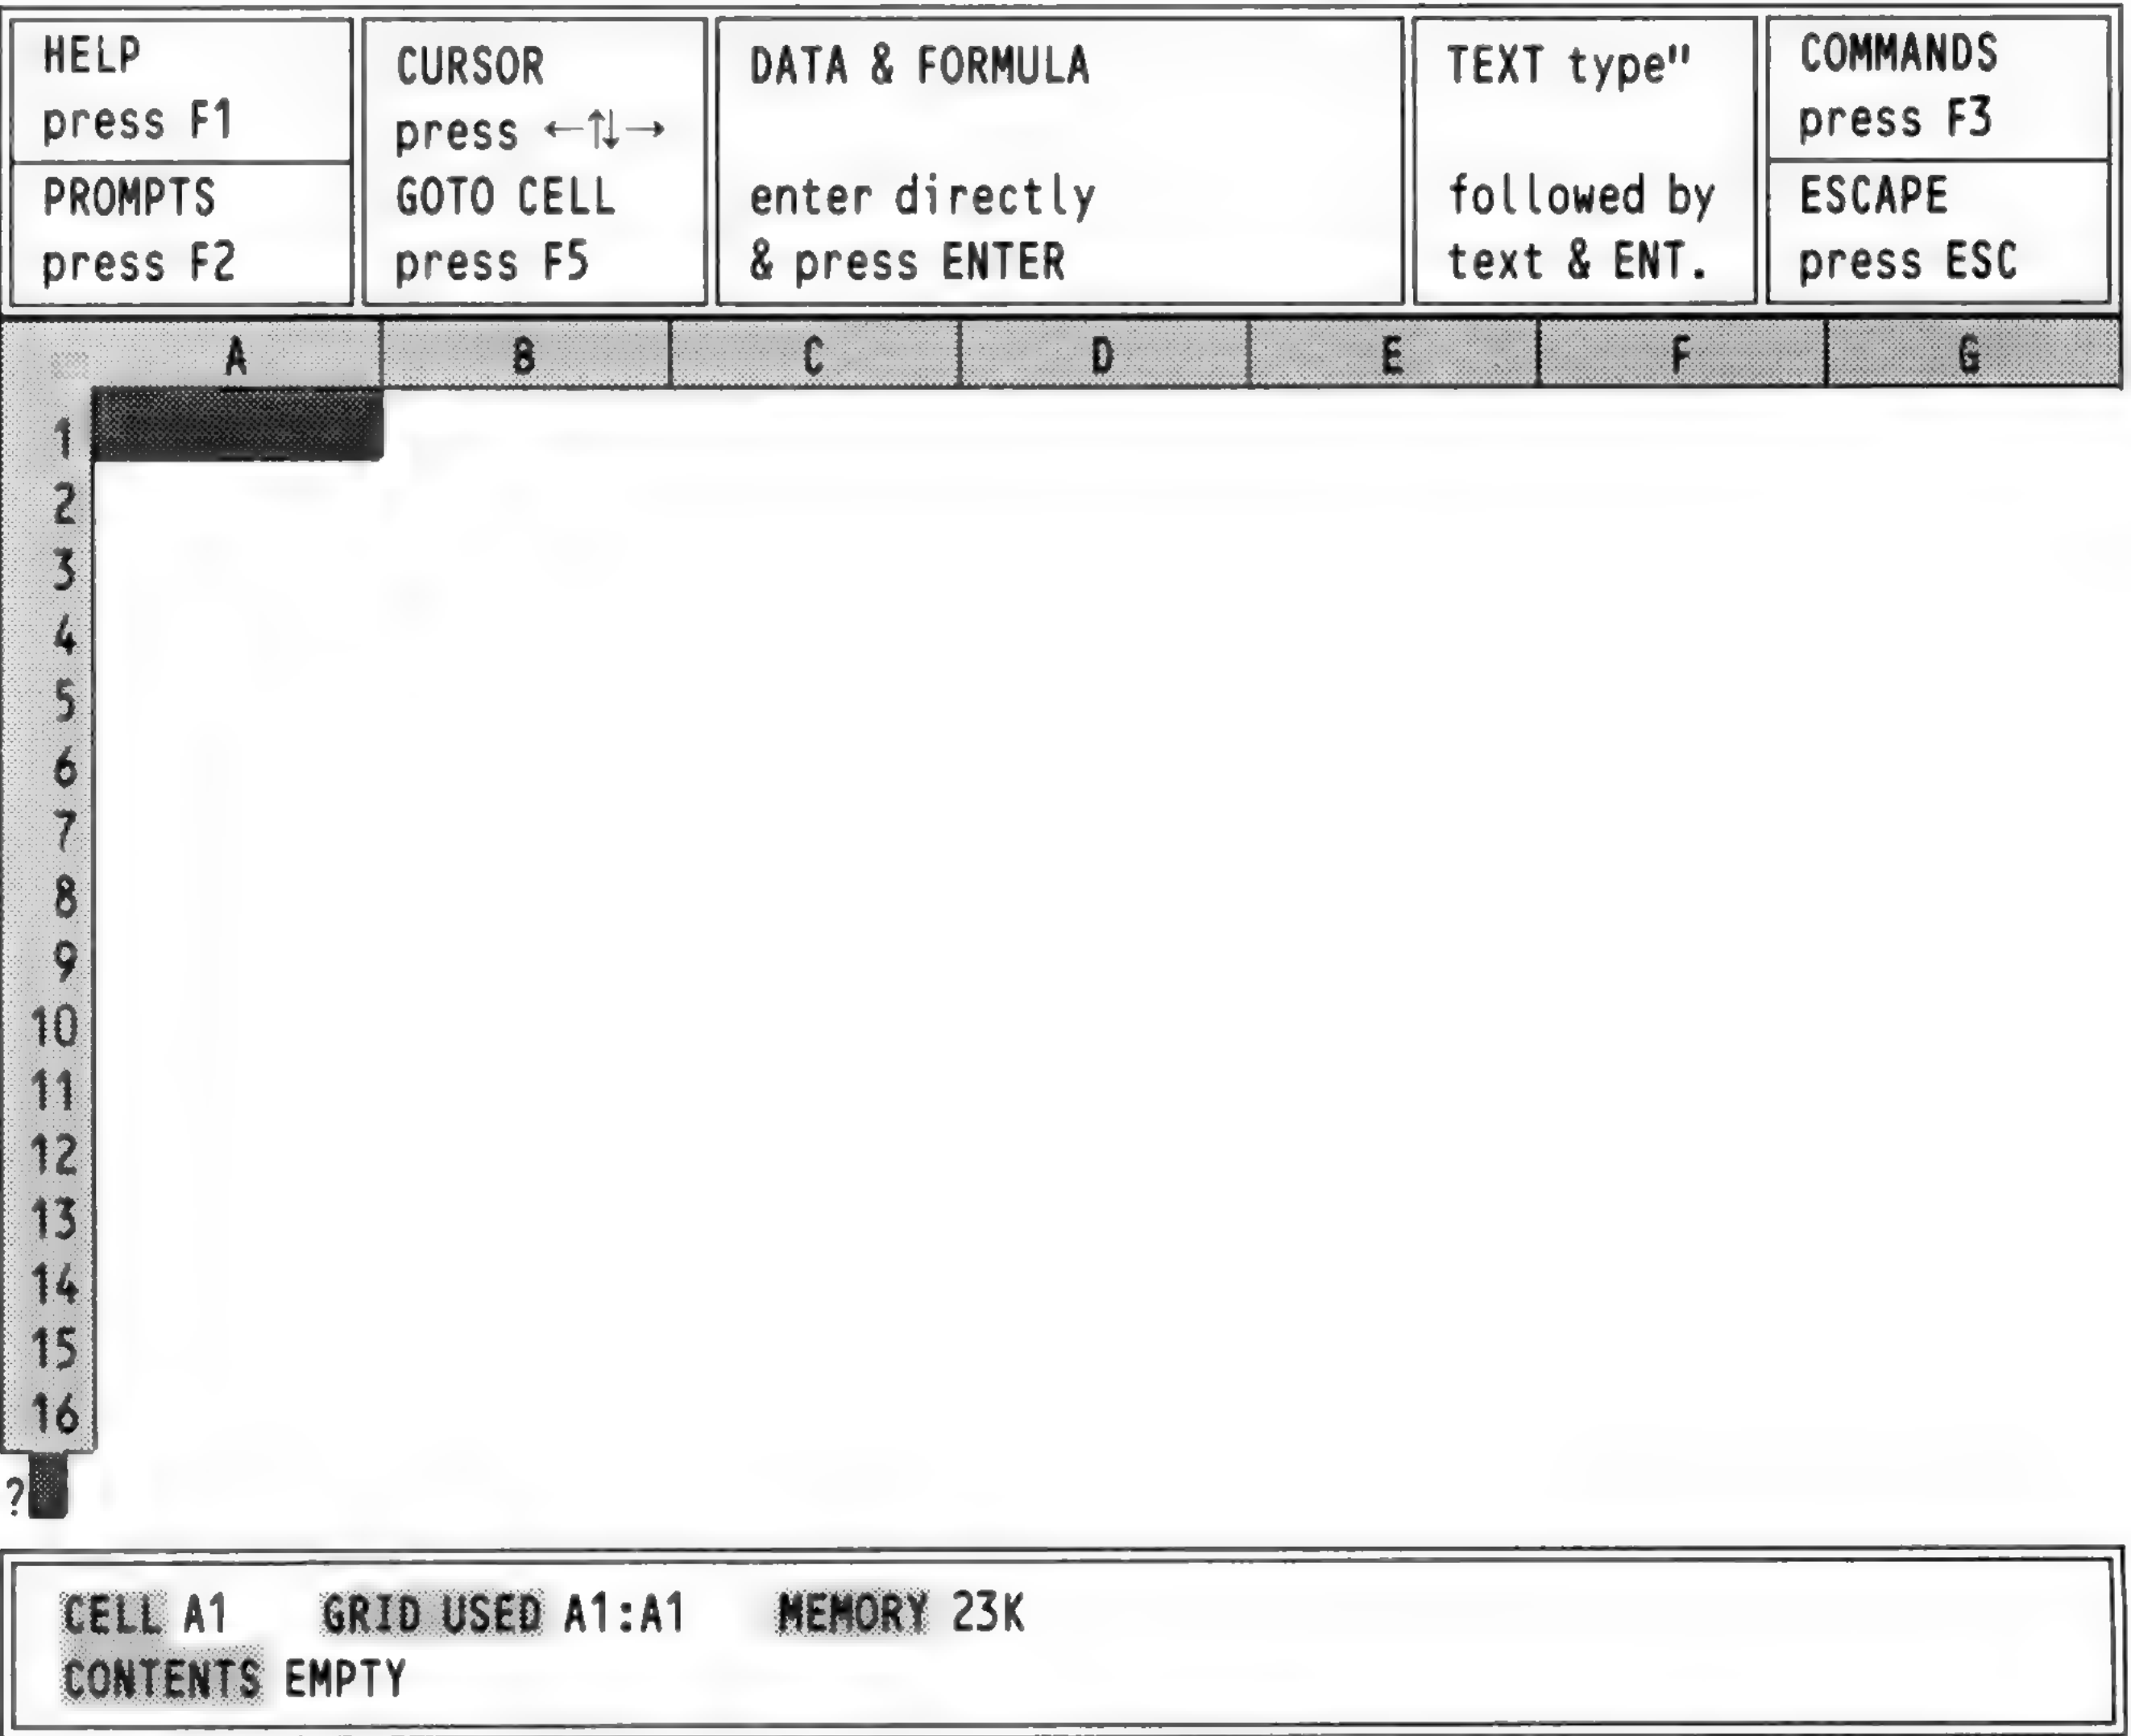 HELP
press F1
PROMPTS
press F2
CURSOR
press ←↑↓→
GOTO CELL
press F5
DATA & FORMULA
enter directly
& press ENTER
TEXT type"
followed by
text & ENT.
COMMANDS
press F3
ESCAPE
press ESC
A B C D E F G
1
2
3
4
5
6
7
8
9
10
11
12
13
14
15
16
?
CELL A1 GRID USED A1:A1 MEMORY 23K
CONTENTS EMPTY